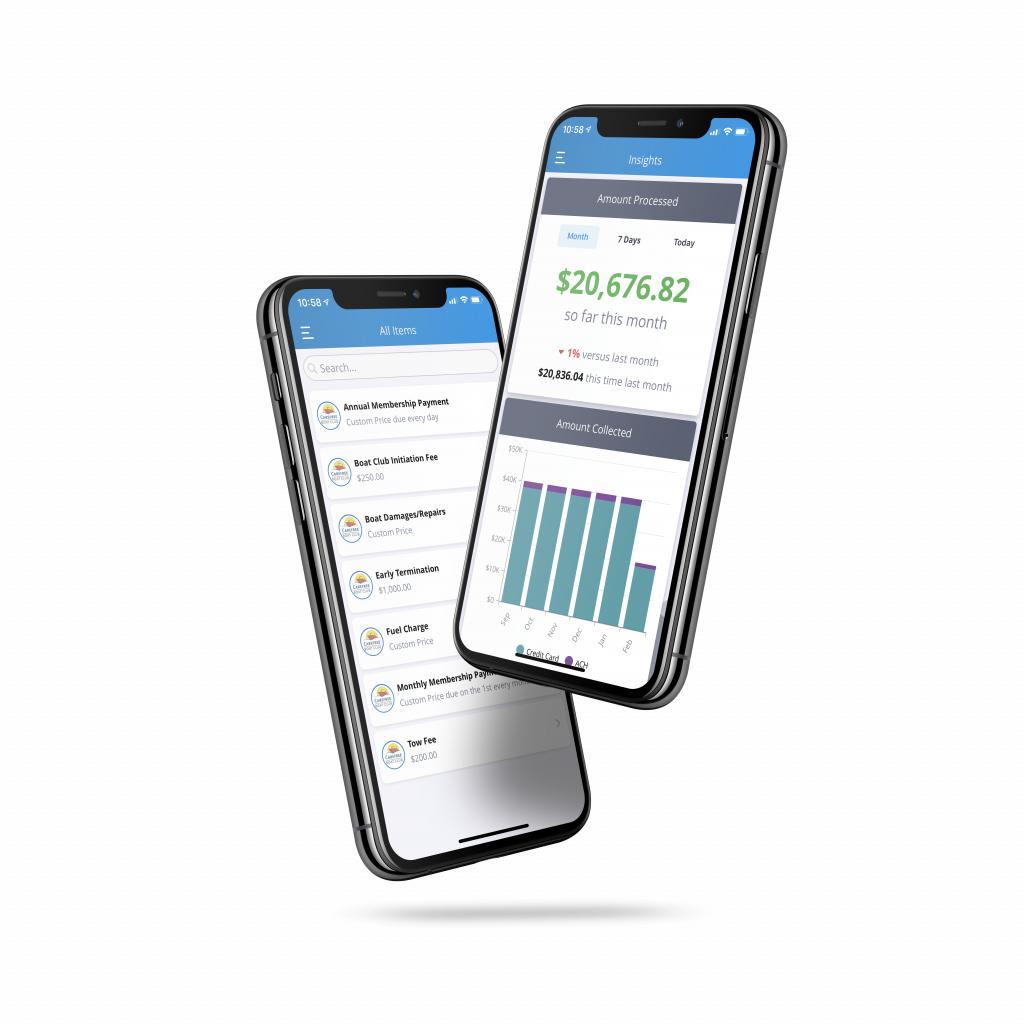 10:58
All Items
Search...
Annual Membership Payment
Custom Price due every day
Boat Club Initiation Fee
$250.00
Boat Damages/Repairs
Custom Price
Early Termination
$1,000.00
Fuel Charge
Custom Price
Monthly Membership
Custom Price due on the 1st every
Tow Fee
$200.00
10:58
Insights
Amount Processed
Month 7 Days Today
$20,676.82
so far this month
1% versus last month
$20,836.04 this time last month
Amount Collected
$50K
$40K
$30K
$20K
$10K
$0
Sep Oct Nov Dec Jan Feb
Credit Card ACH